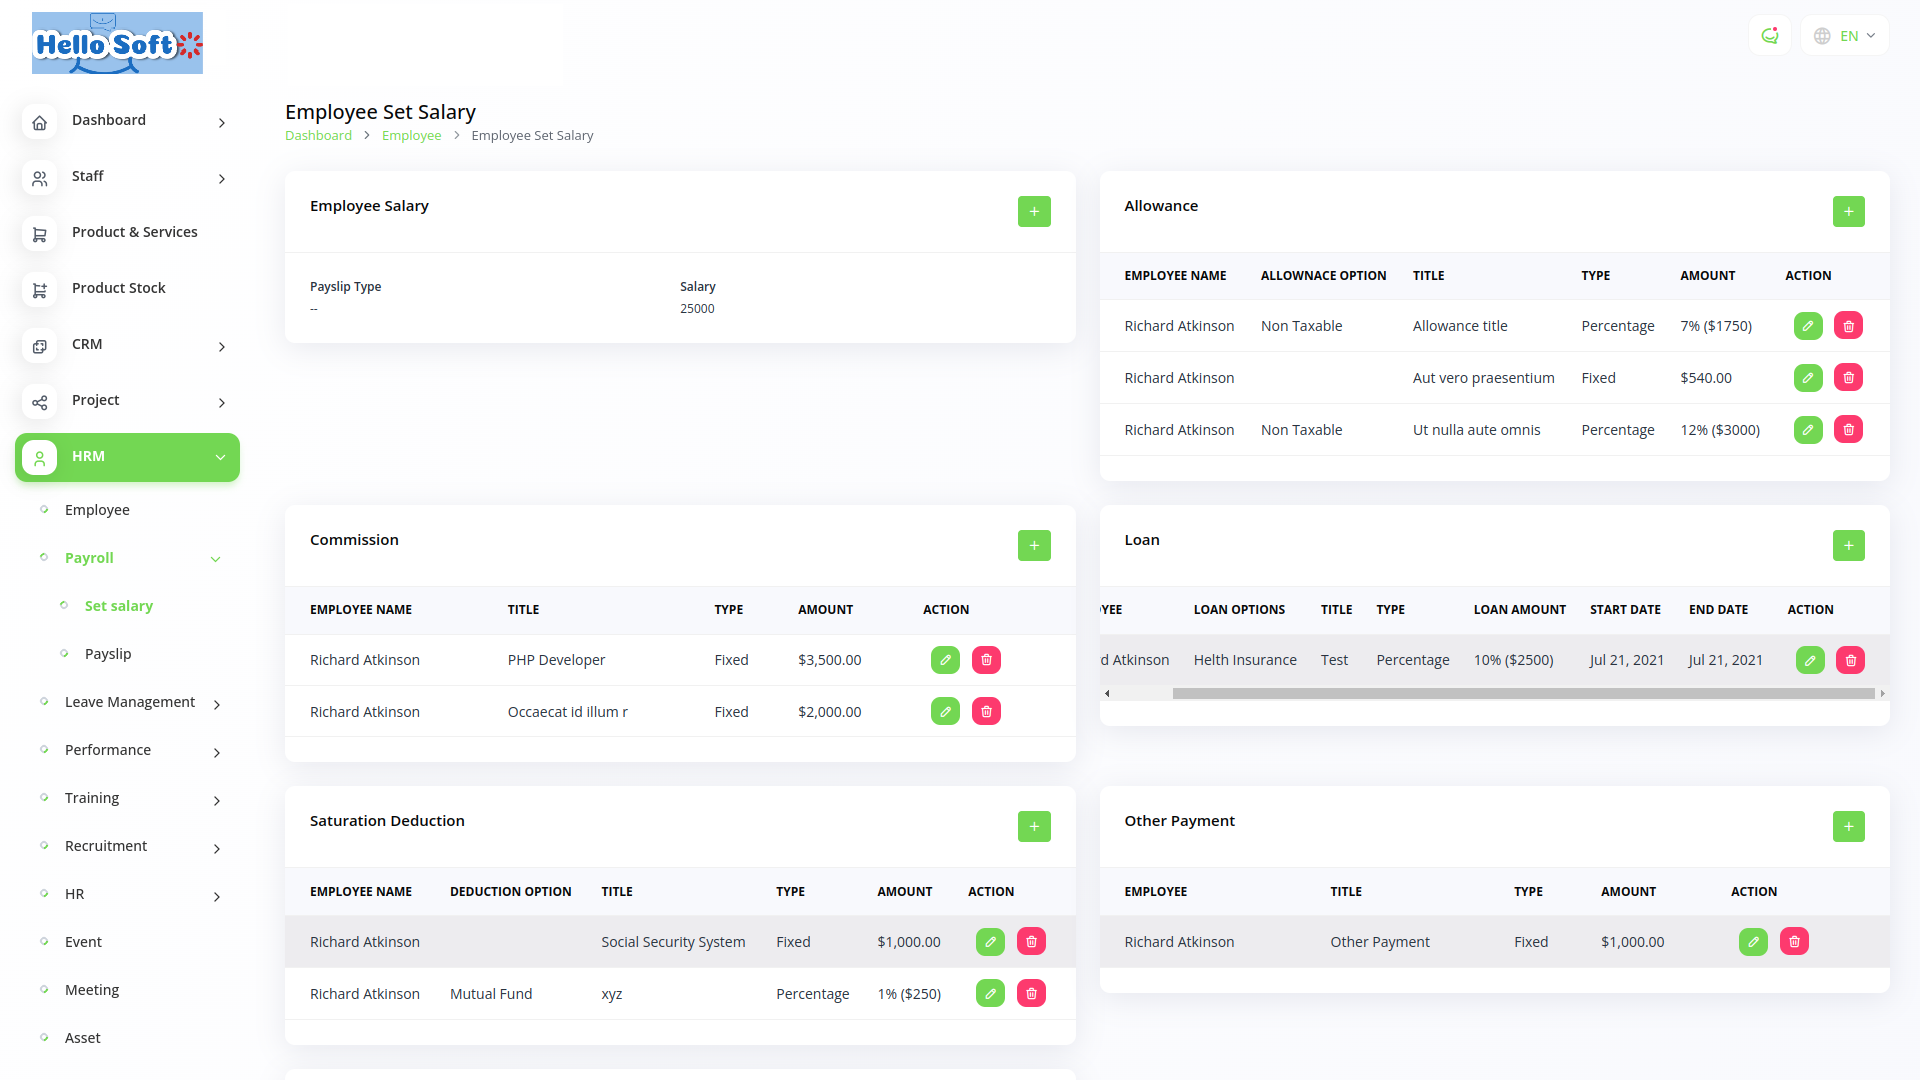 Hello Soft
EN
Dashboard
Staff
Product & Services
Product Stock
CRM
Project
HRM
Employee
Payroll
Set salary
Payslip
Leave Management
Performance
Training
Recruitment
HR
Event
Meeting
Asset
Employee Set Salary
Dashboard > Employee > Employee Set Salary
Employee Salary
+
Payslip Type Salary
-- 25000
Allowance
+
EMPLOYEE NAME ALLOWNACE OPTION TITLE TYPE AMOUNT ACTION
Richard Atkinson Non Taxable Allowance title Percentage 7% ($1750)
Richard Atkinson Aut vero praesentium Fixed $540.00
Richard Atkinson Non Taxable Ut nulla aute omnis Percentage 12% ($3000)
Commission
+
EMPLOYEE NAME TITLE TYPE AMOUNT ACTION
Richard Atkinson PHP Developer Fixed $3,500.00
Richard Atkinson Occaecat id illum r Fixed $2,000.00
Loan
+
YEE LOAN OPTIONS TITLE TYPE LOAN AMOUNT START DATE END DATE ACTION
d Atkinson Helth Insurance Test Percentage 10% ($2500) Jul 21, 2021 Jul 21, 2021
Saturation Deduction
+
EMPLOYEE NAME DEDUCTION OPTION TITLE TYPE AMOUNT ACTION
Richard Atkinson Social Security System Fixed $1,000.00
Richard Atkinson Mutual Fund xyz Percentage 1% ($250)
Other Payment
+
EMPLOYEE TITLE TYPE AMOUNT ACTION
Richard Atkinson Other Payment Fixed $1,000.00